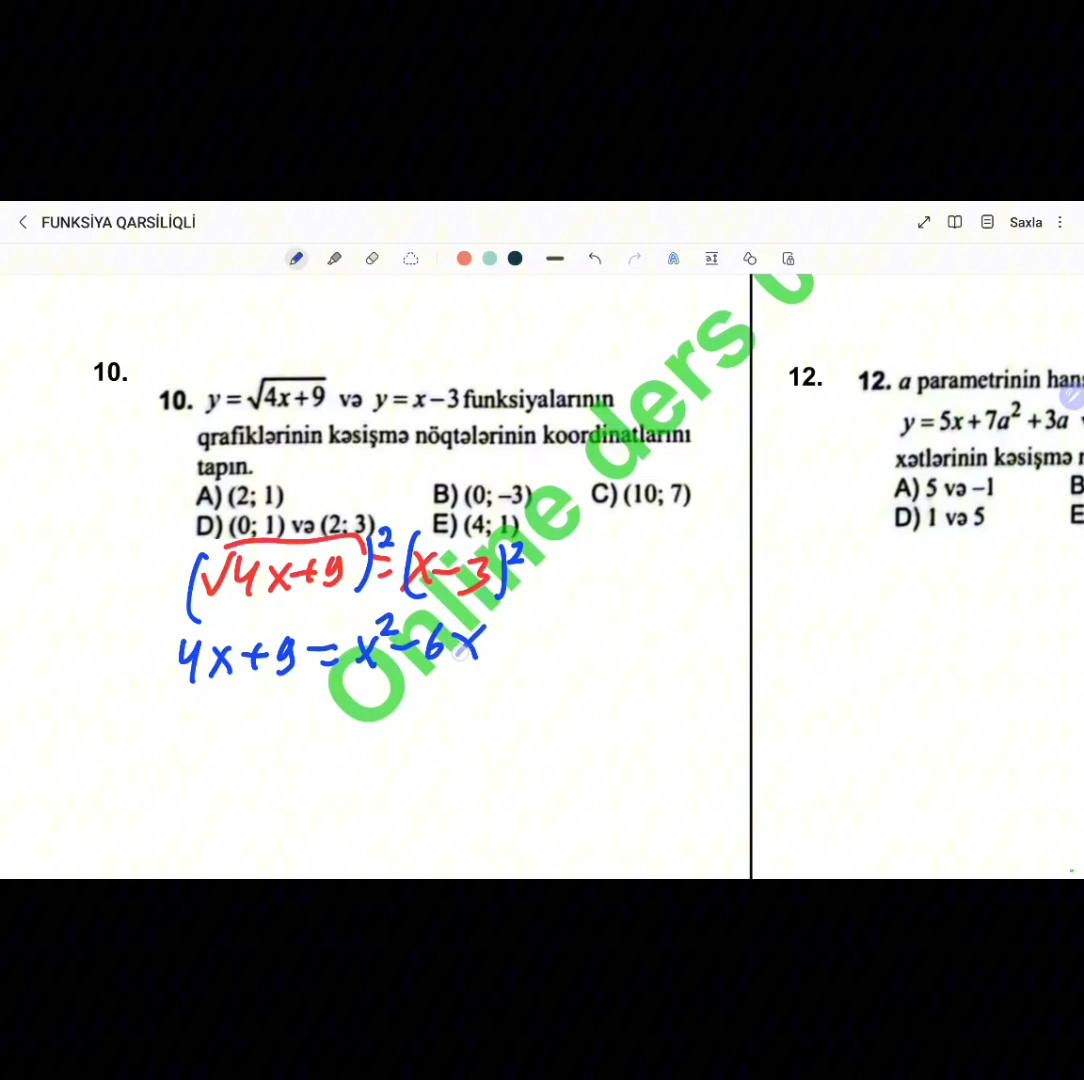 FUNKSİYA QARSİLİQLİ
Saxla
10.
10. y = √4x+9 və y = x – 3 funksiyalarının
qrafiklərinin kəsişmə nöqtələrinin koordinatlarını
tapın.
A) (2; 1) B) (0; –3) C) (10; 7)
D) (0; 1) və (2; 3) E) (4; 1)
(√4x+9)² = (x–3)²
4x+9 = x² – 6x
Online ders
12.
12. a parametrinin
y = 5x + 7a² + 3a
xətlərinin kəsişmə
A) 5 və –1 B
D) 1 və 5 E